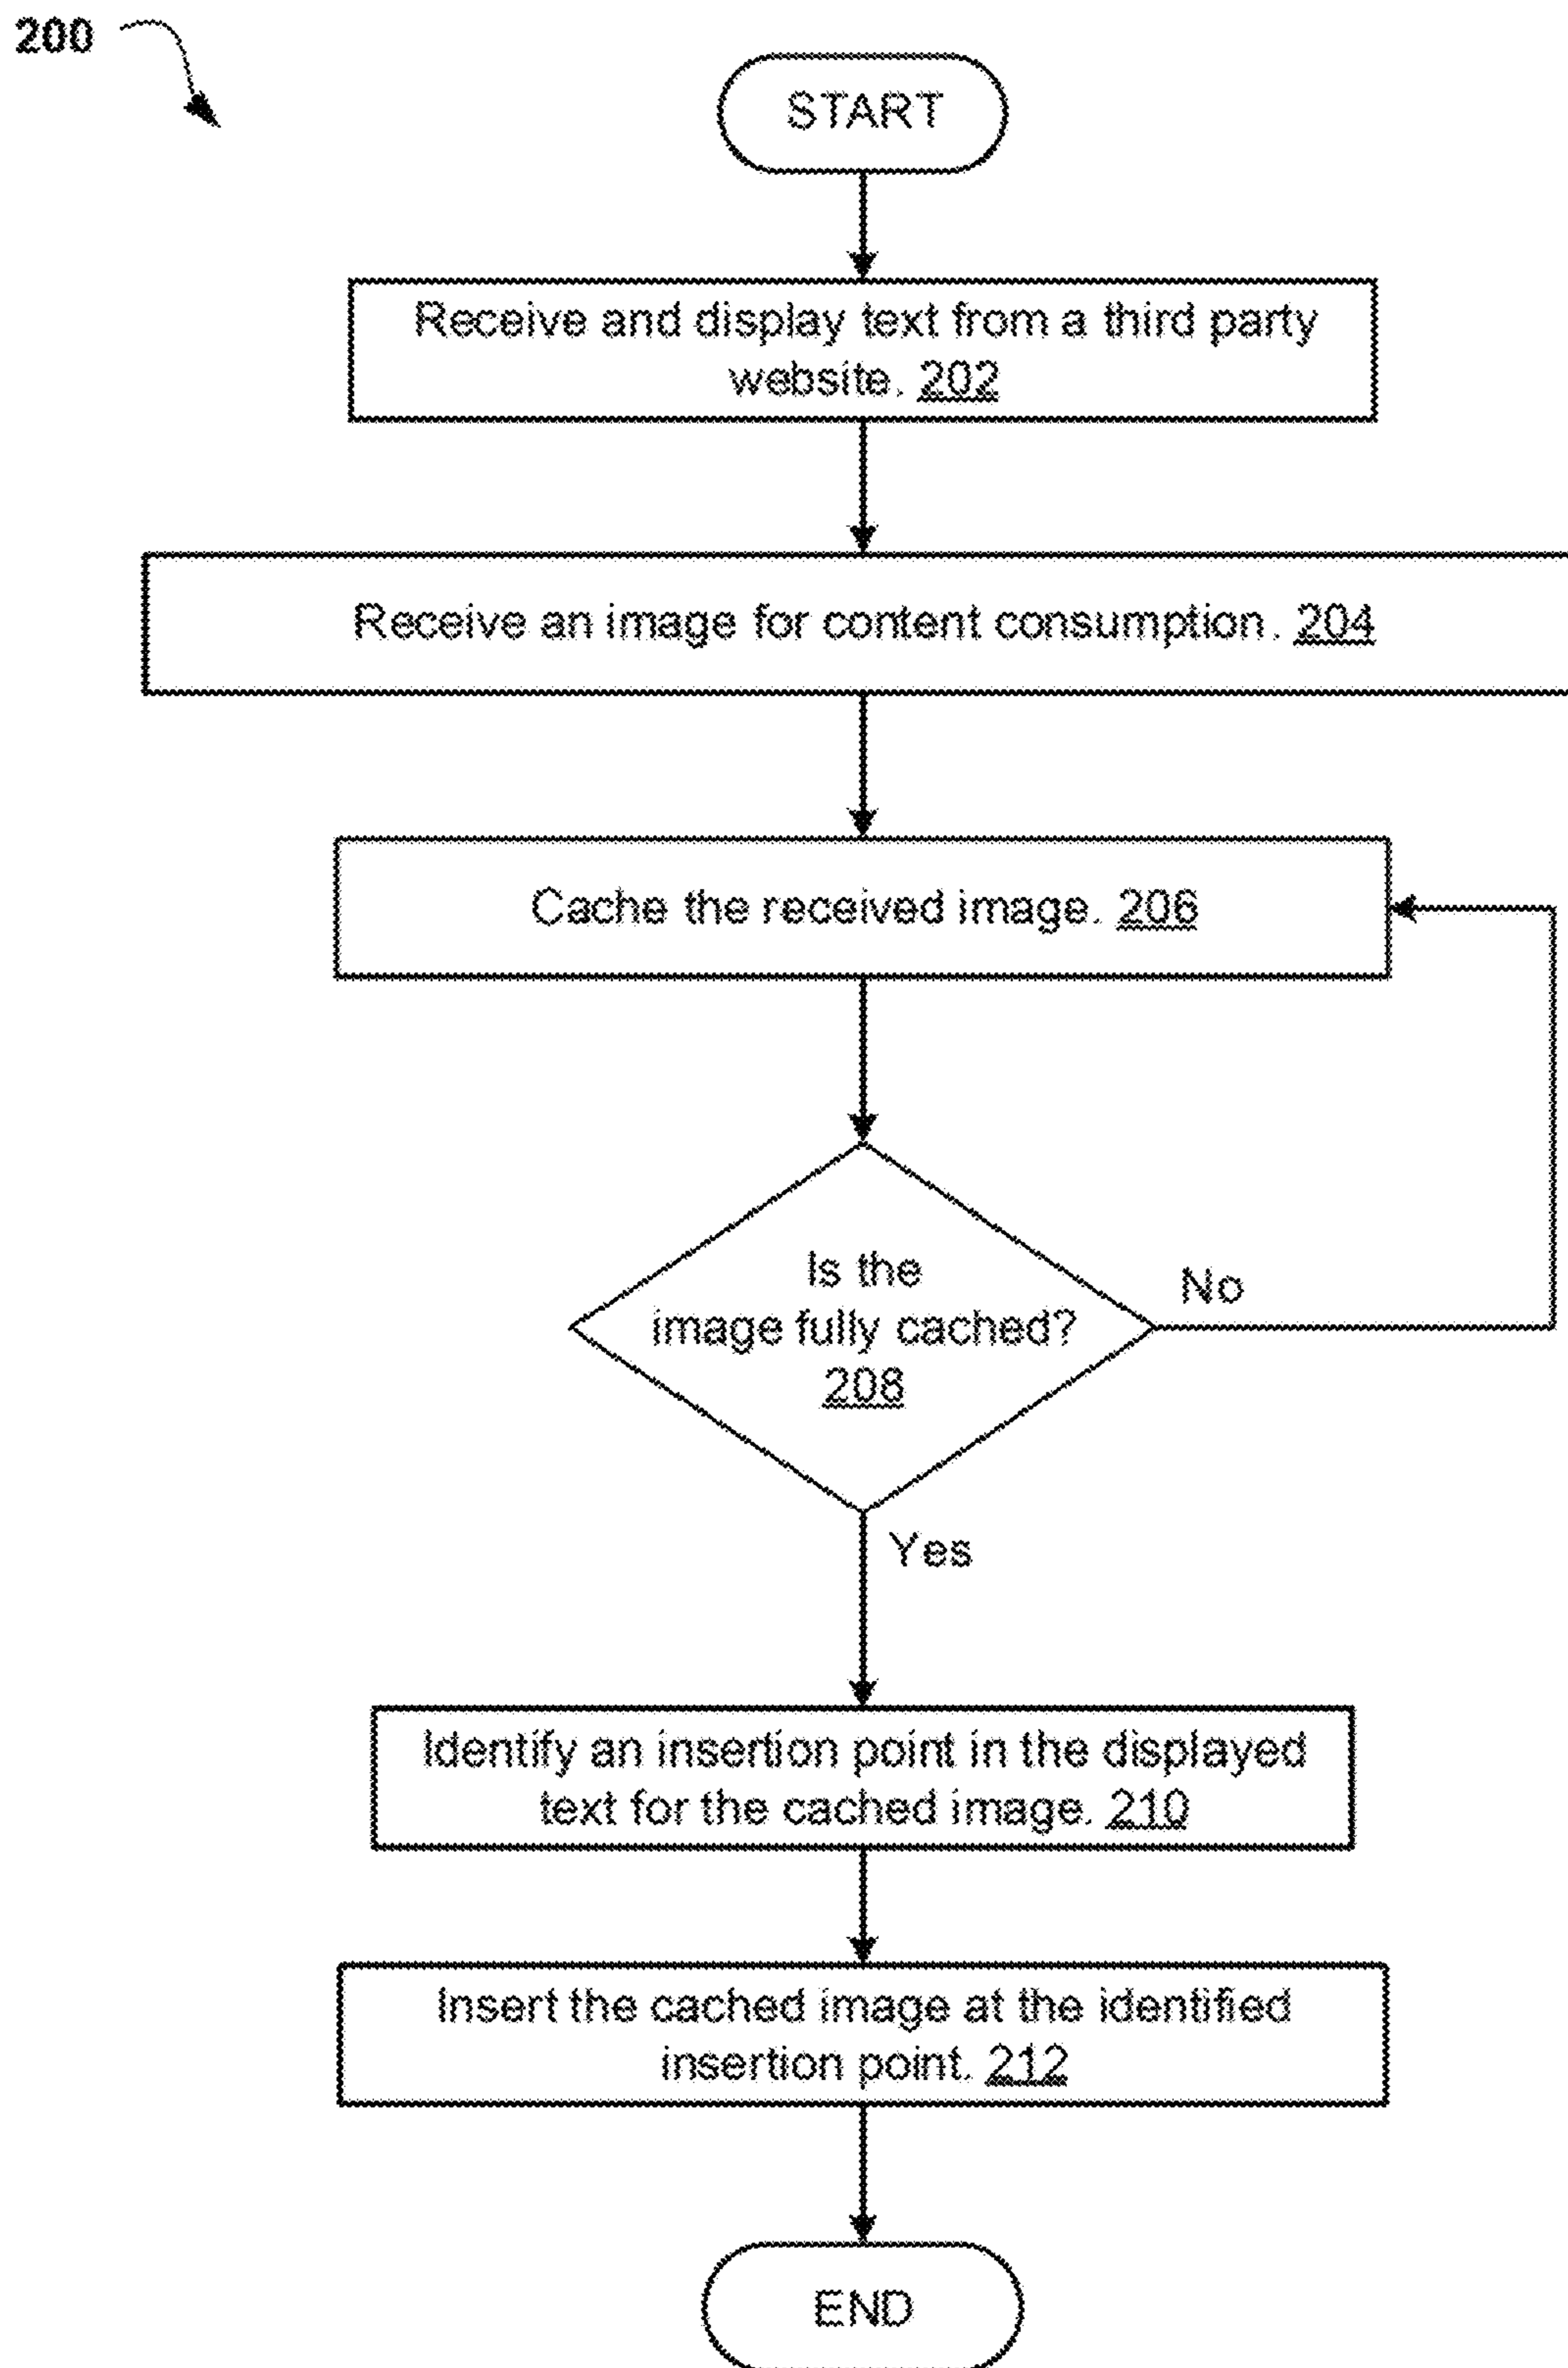 200
START
Receive and display text from a third party
website. 202
Receive an image for content consumption. 204
Cache the received image. 206
Is the
image fully cached?
208
No
Yes
Identify an insertion point in the displayed
text for the cached image. 210
Insert the cached image at the identified
insertion point. 212
END